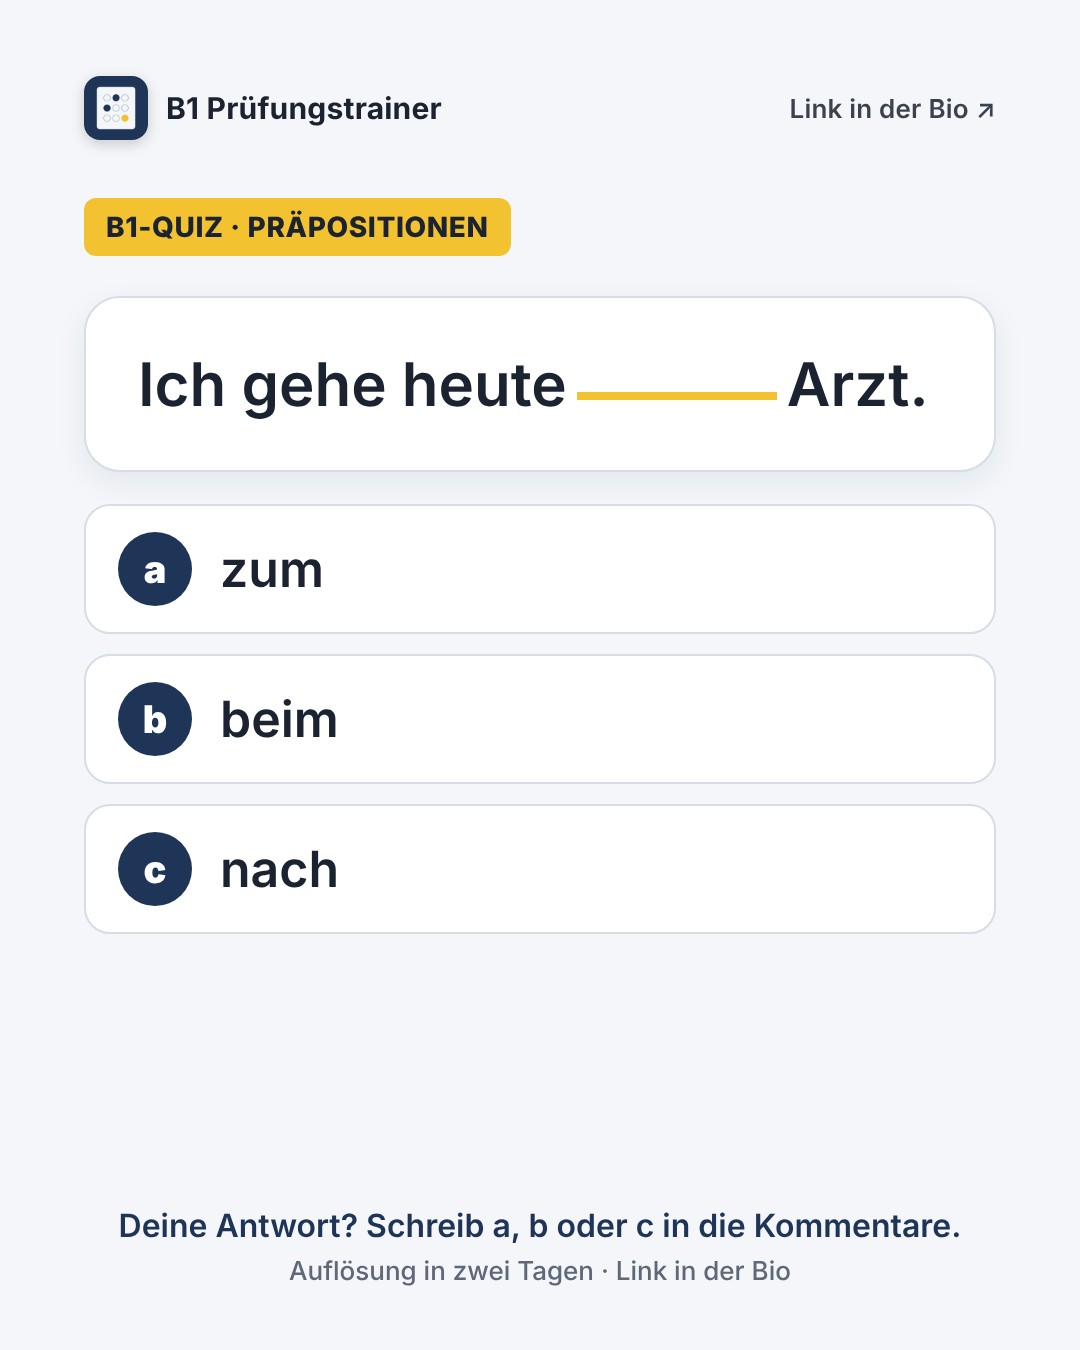 B1 Prüfungstrainer
Link in der Bio ↗
B1-QUIZ · PRÄPOSITIONEN
Ich gehe heute ______ Arzt.
a zum
b beim
c nach
Deine Antwort? Schreib a, b oder c in die Kommentare.
Auflösung in zwei Tagen · Link in der Bio